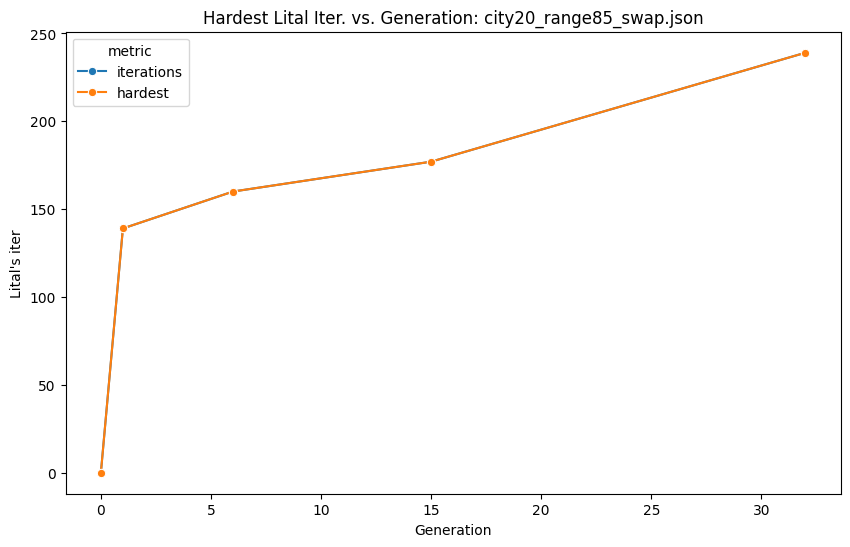 Hardest Lital Iter. vs. Generation: city20_range85_swap.json
metric
iterations
hardest
250
200
150
100
50
0
Lital's iter
0 5 10 15 20 25 30
Generation